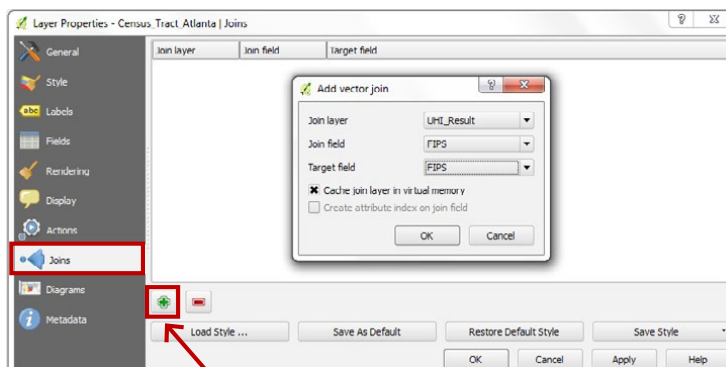 Layer Properties - Census_Tract_Atlanta | Joins
General
Style
abc Labels
Fields
Rendering
Display
Actions
Joins
Diagrams
Metadata
Join layer Join field Target field
Add vector join
Join layer UHI_Result
Join field FIPS
Target field FIPS
Cache join layer in virtual memory
Create attribute index on join field
OK Cancel
Load Style ... Save As Default Restore Default Style Save Style
OK Cancel Apply Help